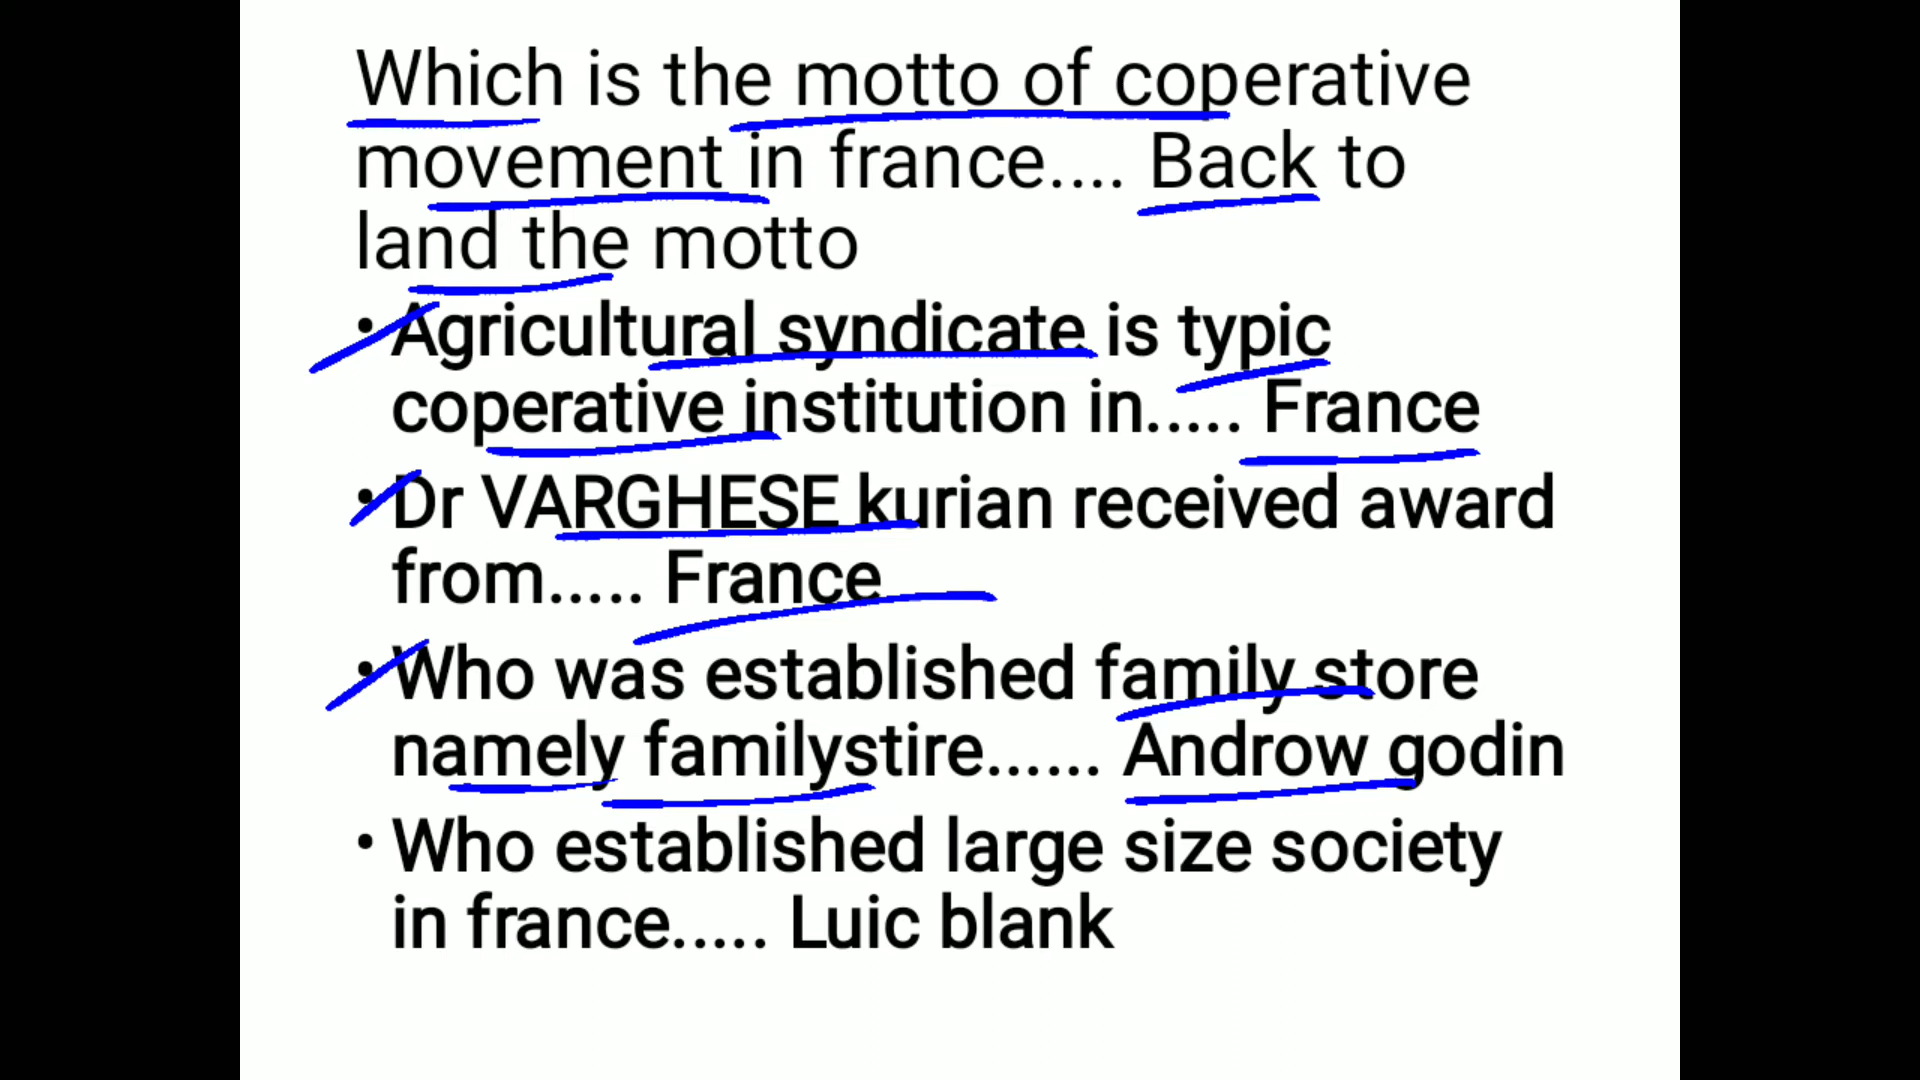 Which is the motto of coperative
movement in france.... Back to
land the motto
• Agricultural syndicate is typic
coperative institution in..... France
• Dr VARGHESE kurian received award
from..... France
• Who was established family store
namely familystire...... Androw godin
• Who established large size society
in france..... Luic blank